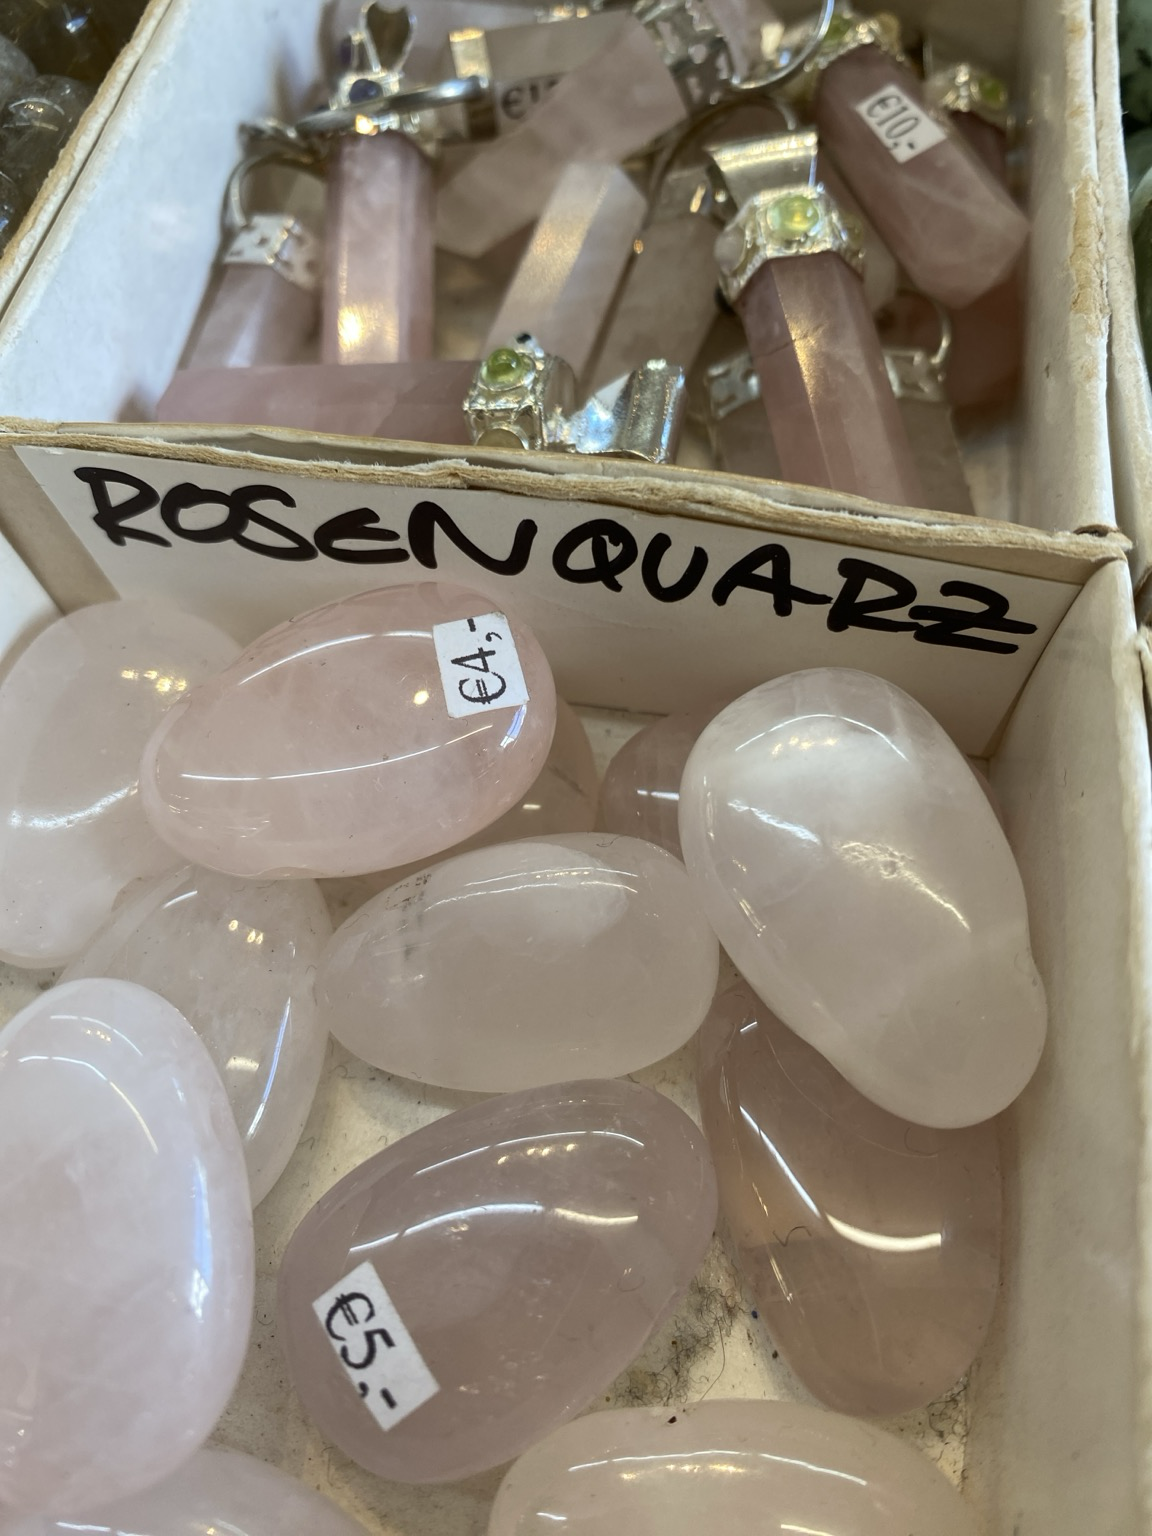 €10,-
ROSENQUARZ
€4,-
€5,-